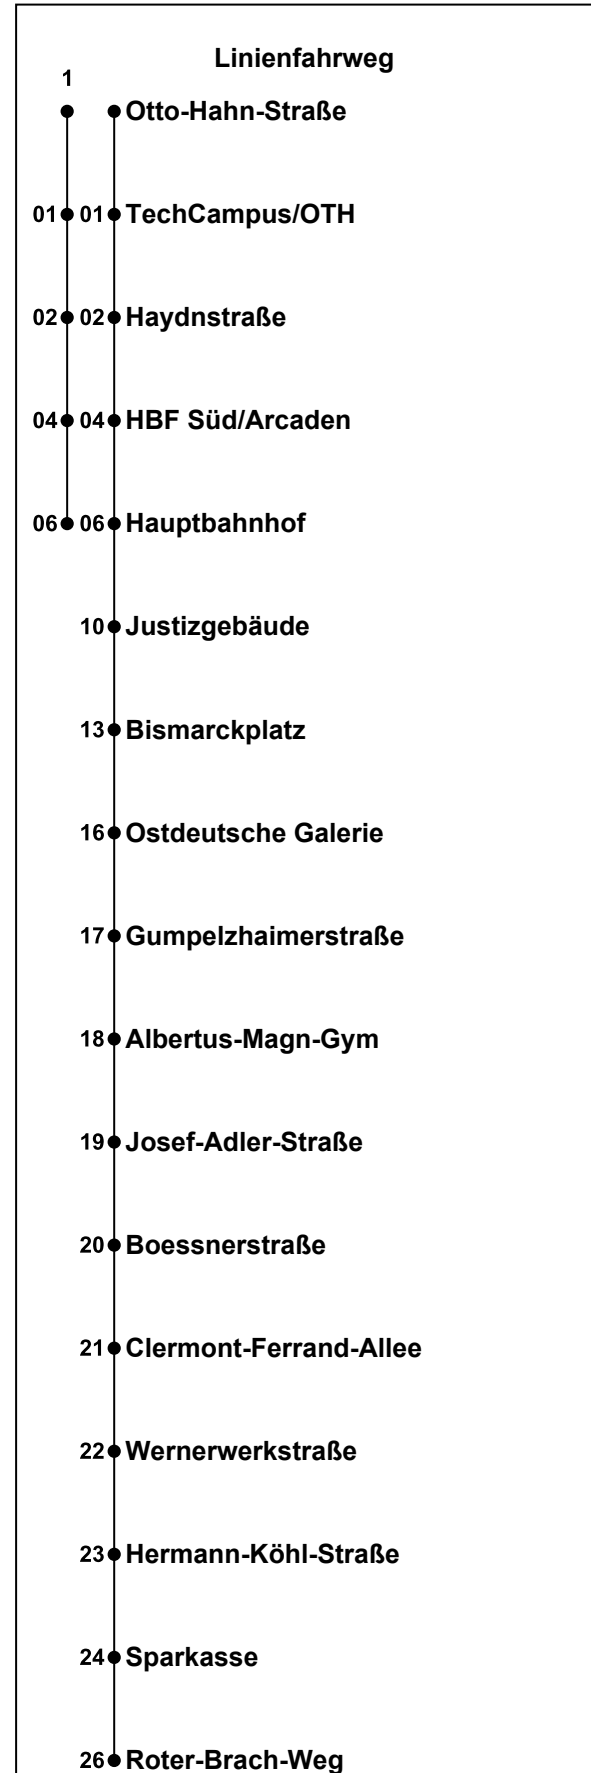 Linienfahrweg
1
Otto-Hahn-Straße
01 01 TechCampus/OTH
02 02 Haydnstraße
04 04 HBF Süd/Arcaden
06 06 Hauptbahnhof
10 Justizgebäude
13 Bismarckplatz
16 Ostdeutsche Galerie
17 Gumpelzhaimerstraße
18 Albertus-Magn-Gym
19 Josef-Adler-Straße
20 Boessnerstraße
21 Clermont-Ferrand-Allee
22 Wernerwerkstraße
23 Hermann-Köhl-Straße
24 Sparkasse
26 Roter-Brach-Weg